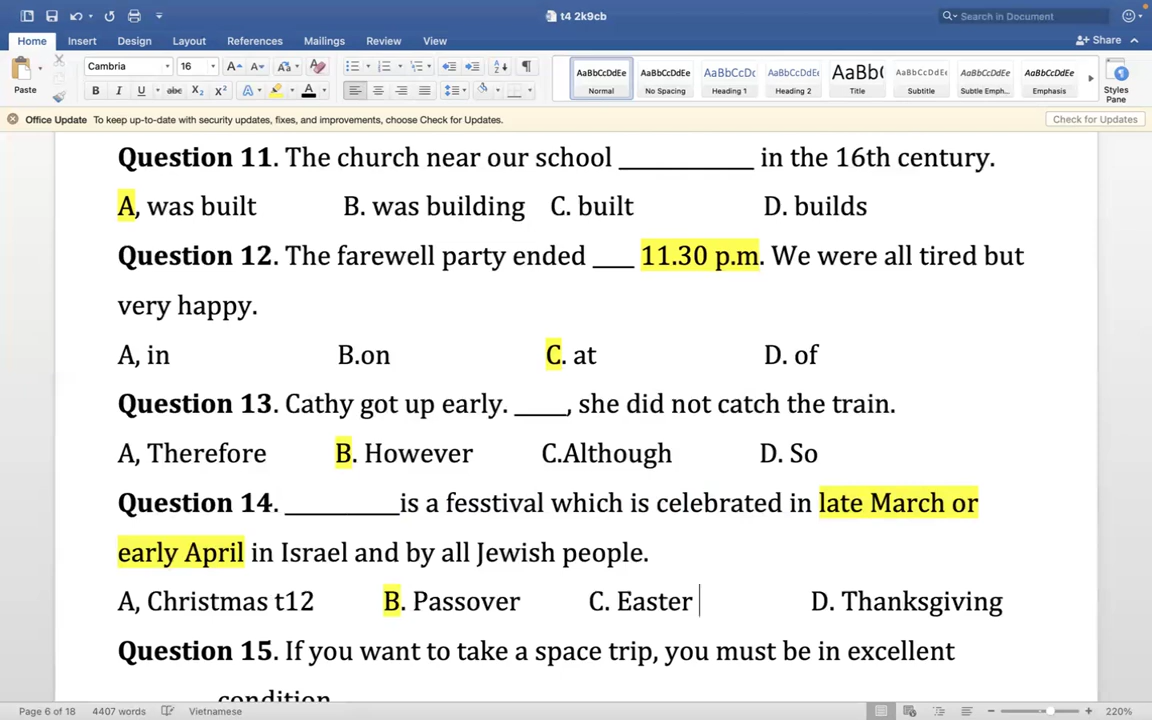 t4 2k9cb
Search in Document
Home Insert Design Layout References Mailings Review View Share
Cambria 16 AaBbCcDdEe AaBbCcDdEe AaBbCcDc AaBbCcDdEe AaBb( AaBbCcDdEe AaBbCcDdEe AaBbCcDdEe
Paste B I U abc X2 X2 A A Normal No Spacing Heading 1 Heading 2 Title Subtitle Subtle Emph... Emphasis Styles Pane
Office Update To keep up-to-date with security updates, fixes, and improvements, choose Check for Updates. Check for Updates
Question 11. The church near our school ____________ in the 16th century.
A, was built B. was building C. built D. builds
Question 12. The farewell party ended ____ 11.30 p.m. We were all tired but
very happy.
A, in B.on C. at D. of
Question 13. Cathy got up early. _____, she did not catch the train.
A, Therefore B. However C.Although D. So
Question 14. ___________is a fesstival which is celebrated in late March or
early April in Israel and by all Jewish people.
A, Christmas t12 B. Passover C. Easter D. Thanksgiving
Question 15. If you want to take a space trip, you must be in excellent
_________ condition.
Page 6 of 18 4407 words Vietnamese 220%